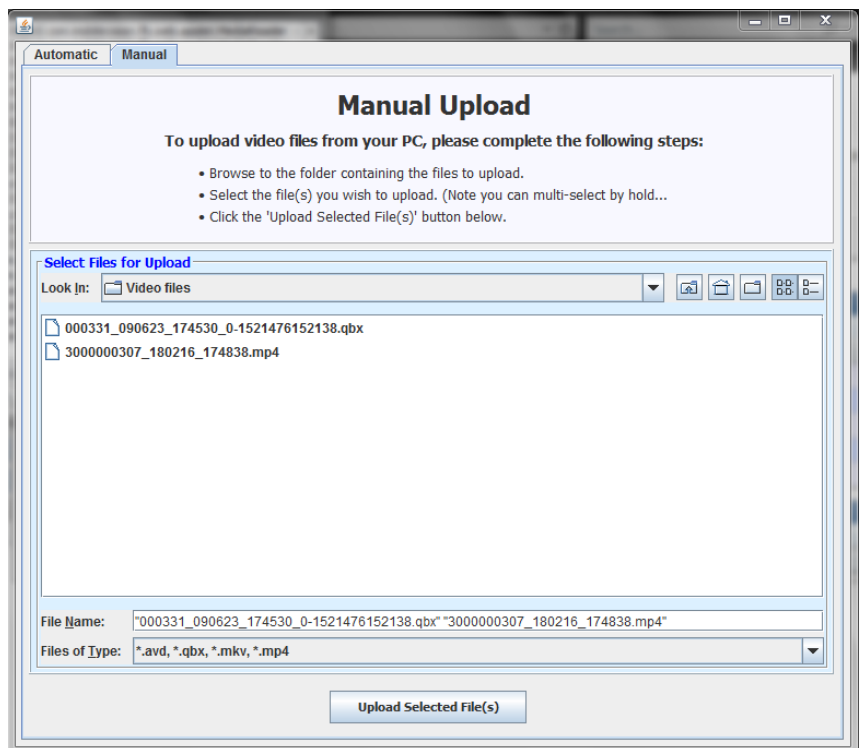 Automatic Manual
Manual Upload
To upload video files from your PC, please complete the following steps:
• Browse to the folder containing the files to upload.
• Select the file(s) you wish to upload. (Note you can multi-select by hold...
• Click the 'Upload Selected File(s)' button below.
Select Files for Upload
Look In: Video files
000331_090623_174530_0-1521476152138.qbx
3000000307_180216_174838.mp4
File Name: "000331_090623_174530_0-1521476152138.qbx" "3000000307_180216_174838.mp4"
Files of Type: *.avd, *.qbx, *.mkv, *.mp4
Upload Selected File(s)